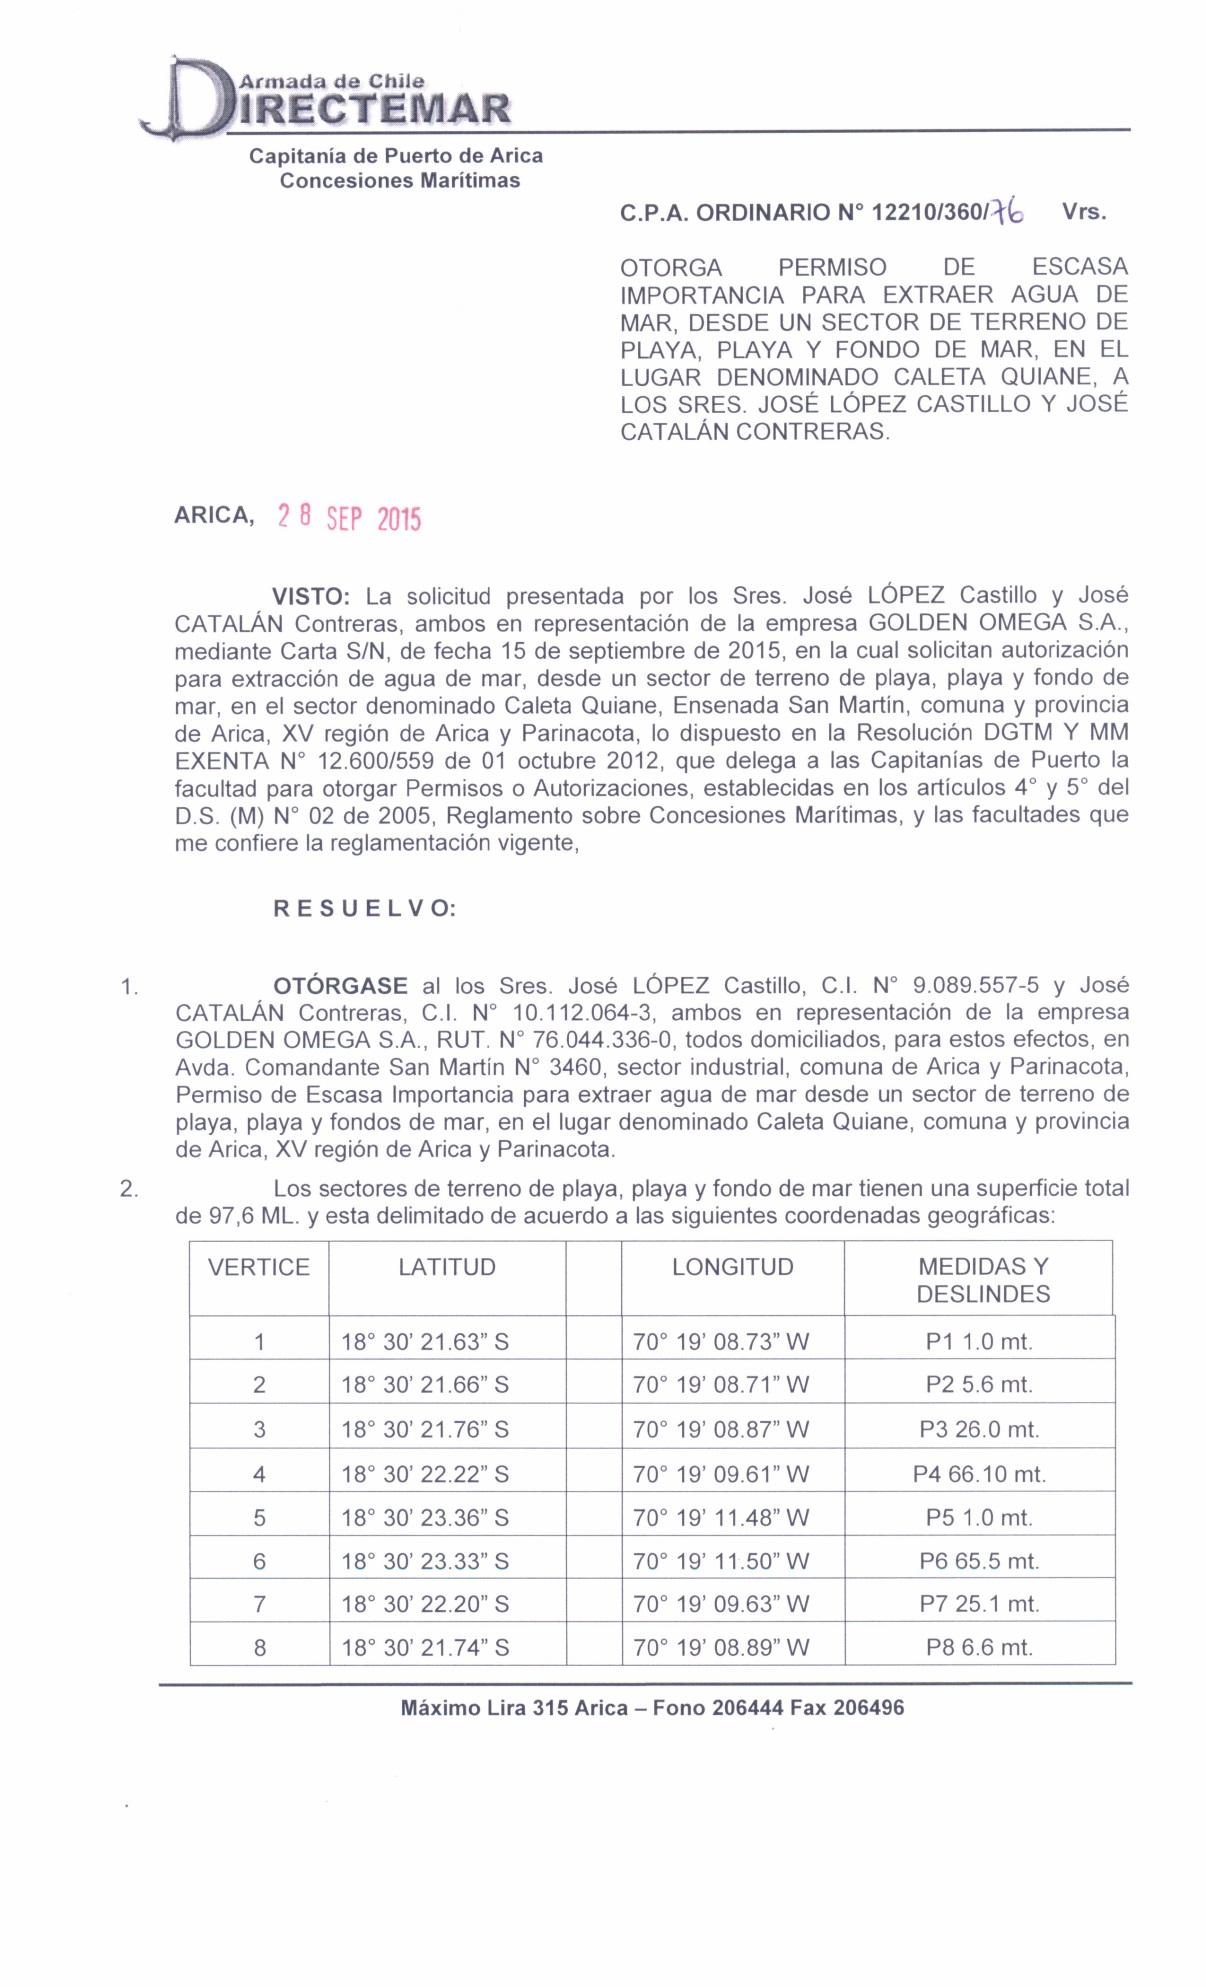 Armada de Chile
DIRECTEMAR
Capitanía de Puerto de Arica
Concesiones Marítimas
C.P.A. ORDINARIO N° 12210/360/76 Vrs.
OTORGA PERMISO DE ESCASA
IMPORTANCIA PARA EXTRAER AGUA DE
MAR, DESDE UN SECTOR DE TERRENO DE
PLAYA, PLAYA Y FONDO DE MAR, EN EL
LUGAR DENOMINADO CALETA QUIANE, A
LOS SRES. JOSÉ LÓPEZ CASTILLO Y JOSÉ
CATALÁN CONTRERAS.
ARICA, 28 SEP 2015
VISTO: La solicitud presentada por los Sres. José LÓPEZ Castillo y José
CATALÁN Contreras, ambos en representación de la empresa GOLDEN OMEGA S.A.,
mediante Carta S/N, de fecha 15 de septiembre de 2015, en la cual solicitan autorización
para extracción de agua de mar, desde un sector de terreno de playa, playa y fondo de
mar, en el sector denominado Caleta Quiane, Ensenada San Martín, comuna y provincia
de Arica, XV región de Arica y Parinacota, lo dispuesto en la Resolución DGTM Y MM
EXENTA N° 12.600/559 de 01 octubre 2012, que delega a las Capitanías de Puerto la
facultad para otorgar Permisos o Autorizaciones, establecidas en los artículos 4° y 5° del
D.S. (M) N° 02 de 2005, Reglamento sobre Concesiones Marítimas, y las facultades que
me confiere la reglamentación vigente,
R E S U E L V O:
1. OTÓRGASE al los Sres. José LÓPEZ Castillo, C.I. N° 9.089.557-5 y José
CATALÁN Contreras, C.I. N° 10.112.064-3, ambos en representación de la empresa
GOLDEN OMEGA S.A., RUT. N° 76.044.336-0, todos domiciliados, para estos efectos, en
Avda. Comandante San Martín N° 3460, sector industrial, comuna de Arica y Parinacota,
Permiso de Escasa Importancia para extraer agua de mar desde un sector de terreno de
playa, playa y fondos de mar, en el lugar denominado Caleta Quiane, comuna y provincia
de Arica, XV región de Arica y Parinacota.
2. Los sectores de terreno de playa, playa y fondo de mar tienen una superficie total
de 97,6 ML. y esta delimitado de acuerdo a las siguientes coordenadas geográficas:
VERTICE LATITUD LONGITUD MEDIDAS Y
DESLINDES
1 18° 30' 21.63" S 70° 19' 08.73" W P1 1.0 mt.
2 18° 30' 21.66" S 70° 19' 08.71" W P2 5.6 mt.
3 18° 30' 21.76" S 70° 19' 08.87" W P3 26.0 mt.
4 18° 30' 22.22" S 70° 19' 09.61" W P4 66.10 mt.
5 18° 30' 23.36" S 70° 19' 11.48" W P5 1.0 mt.
6 18° 30' 23.33" S 70° 19' 11.50" W P6 65.5 mt.
7 18° 30' 22.20" S 70° 19' 09.63" W P7 25.1 mt.
8 18° 30' 21.74" S 70° 19' 08.89" W P8 6.6 mt.
Máximo Lira 315 Arica – Fono 206444 Fax 206496